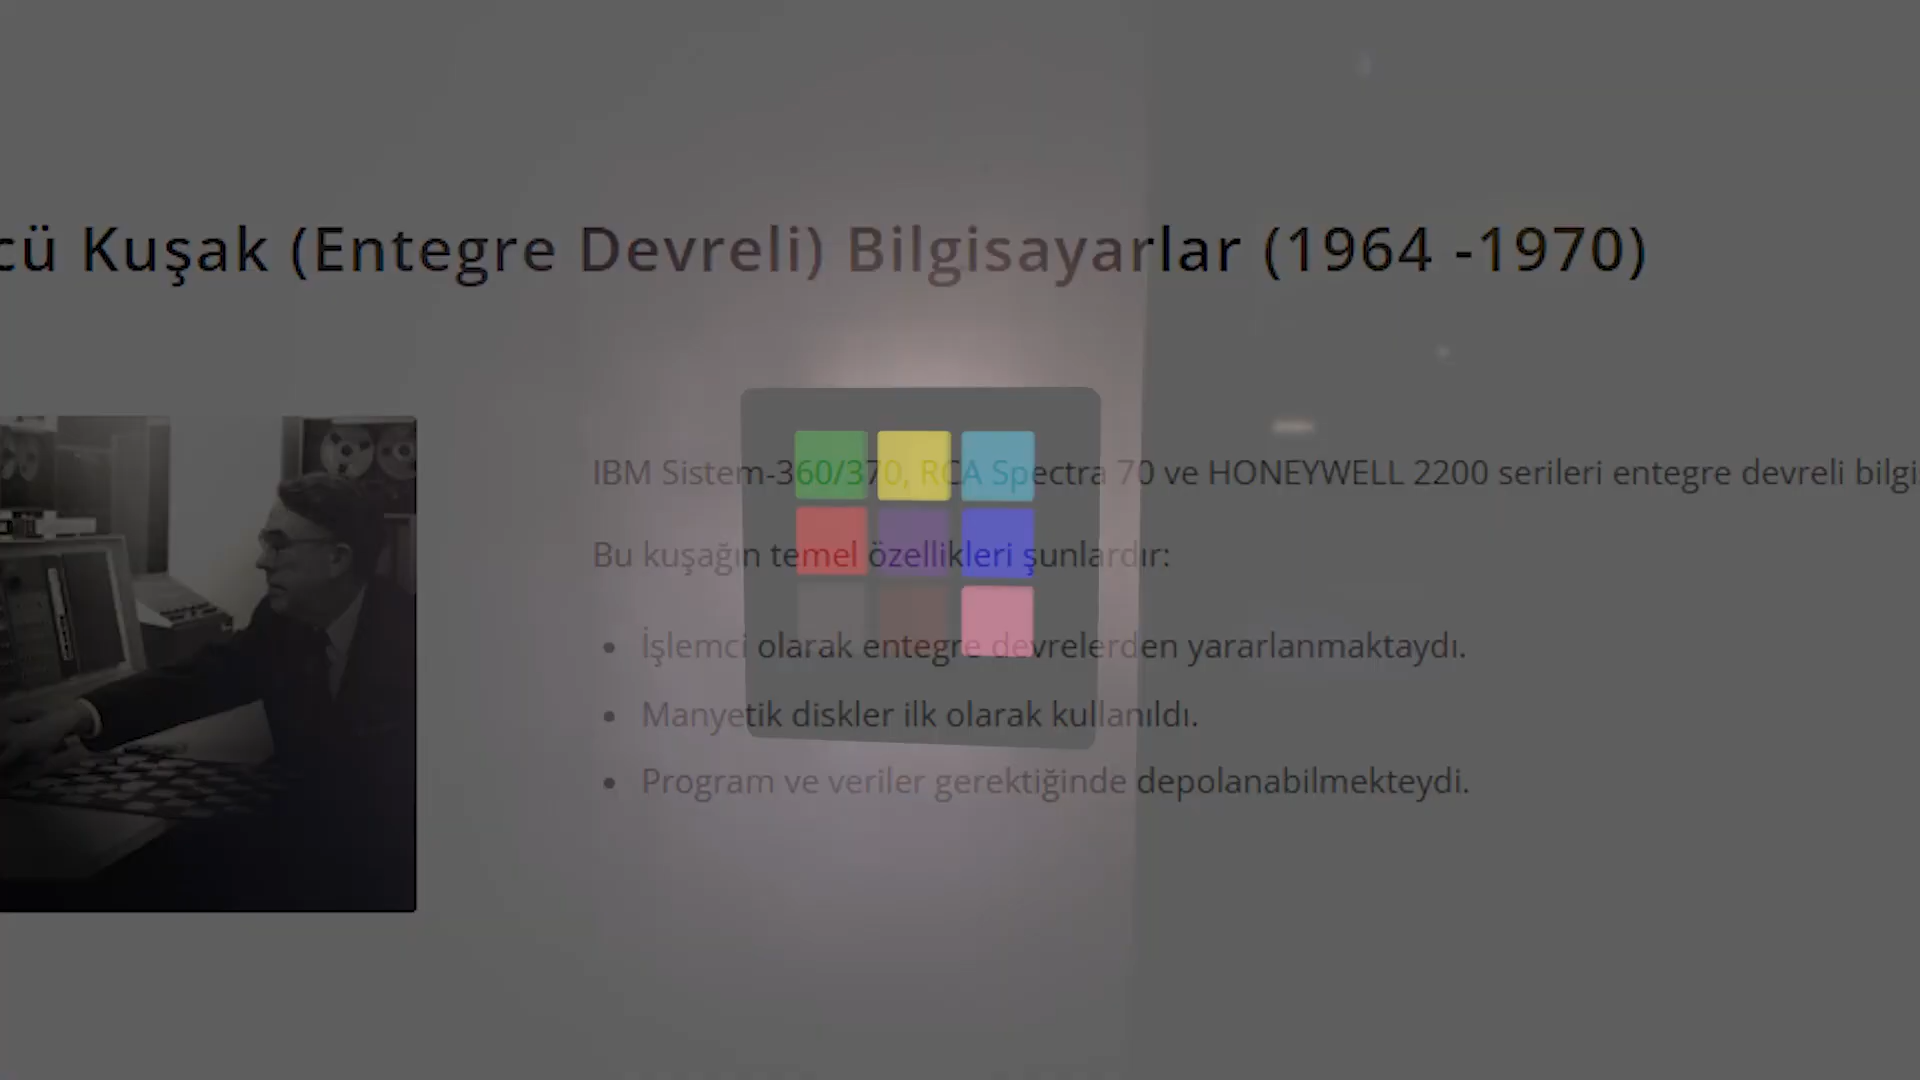 cü Kuşak (Entegre Devreli) Bilgisayarlar (1964 -1970)
IBM Sistem-360/370, RCA Spectra 70 ve HONEYWELL 2200 serileri entegre devreli
Bu kuşağın temel özellikleri şunlardır:
• İşlemci olarak entegre devrelerden yararlanmaktaydı.
• Manyetik diskler ilk olarak kullanıldı.
• Program ve veriler gerektiğinde depolanabilmekteydi.